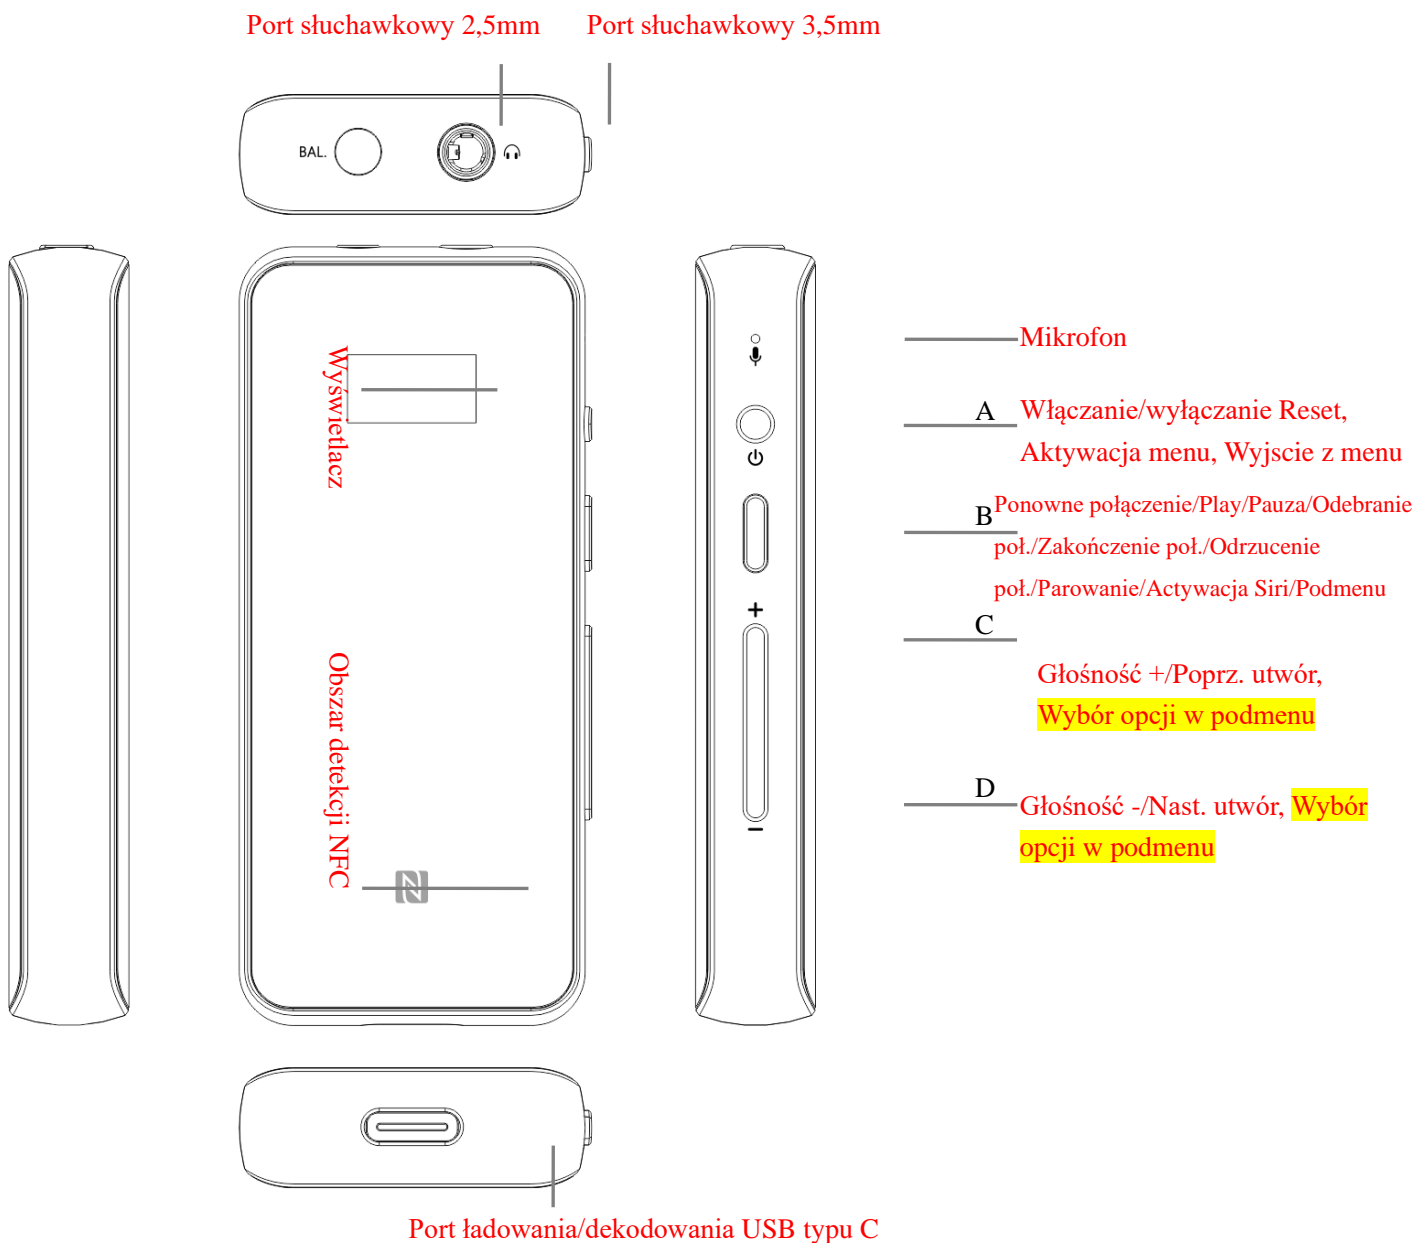 Port słuchawkowy 2,5mm
Port słuchawkowy 3,5mm
BAL.
Wyświetlacz
Obszar detekcji NFC
Mikrofon
A
Włączanie/wyłączanie Reset,
Aktywacja menu, Wyjscie z menu
B
Ponowne połączenie/Play/Pauza/Odebranie
poł./Zakończenie poł./Odrzucenie
poł./Parowanie/Actywacja Siri/Podmenu
C
Głośność +/Poprz. utwór,
Wybór opcji w podmenu
D
Głośność -/Nast. utwór, Wybór
opcji w podmenu
+
−
Port ładowania/dekodowania USB typu C